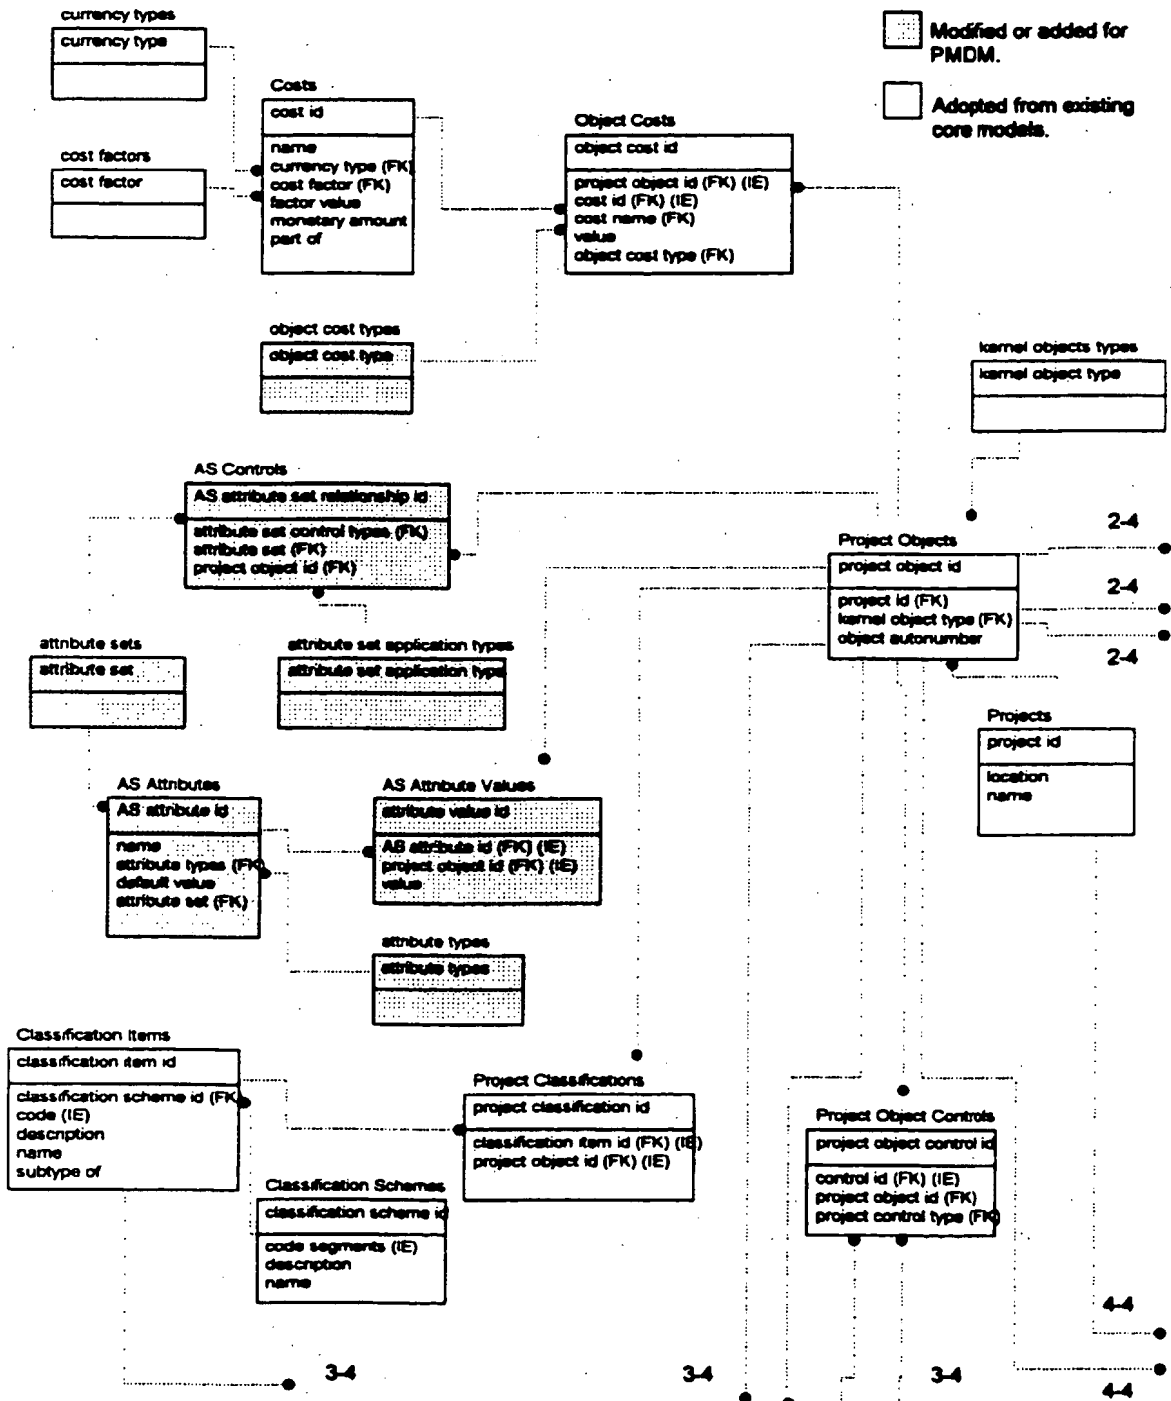 currency types
currency type
cost factors
cost factor
Costs
cost id
name
currency type (FK)
cost factor (FK)
factor value
monetary amount
part of
Object Costs
object cost id
project object id (FK) (IE)
cost id (FK) (IE)
cost name (FK)
value
object cost type (FK)
Modified or added for
PMDM.
Adopted from existing
core models.
object cost types
object cost type
kernel objects types
kernel object type
AS Controls
AS attribute set relationship id
attribute set control types (FK)
attribute set (FK)
project object id (FK)
2-4
Project Objects
project object id
project id (FK)
kernel object type (FK)
object autonumber
2-4
2-4
attribute sets
attribute set
attribute set application types
attribute set application type
Projects
project id
location
name
AS Attributes
AS attribute id
name
attribute types (FK)
default value
attribute set (FK)
AS Attribute Values
attribute value id
AS attribute id (FK) (IE)
project object id (FK) (IE)
value
attribute types
attribute types
Classification Items
classification item id
classification scheme id (FK)
code (IE)
description
name
subtype of
Project Classifications
project classification id
classification item id (FK) (IE)
project object id (FK) (IE)
Project Object Controls
project object control id
control id (FK) (IE)
project object id (FK)
project control type (FK)
Classification Schemes
classification scheme id
code segments (IE)
description
name
3-4
3-4
3-4
4-4
4-4